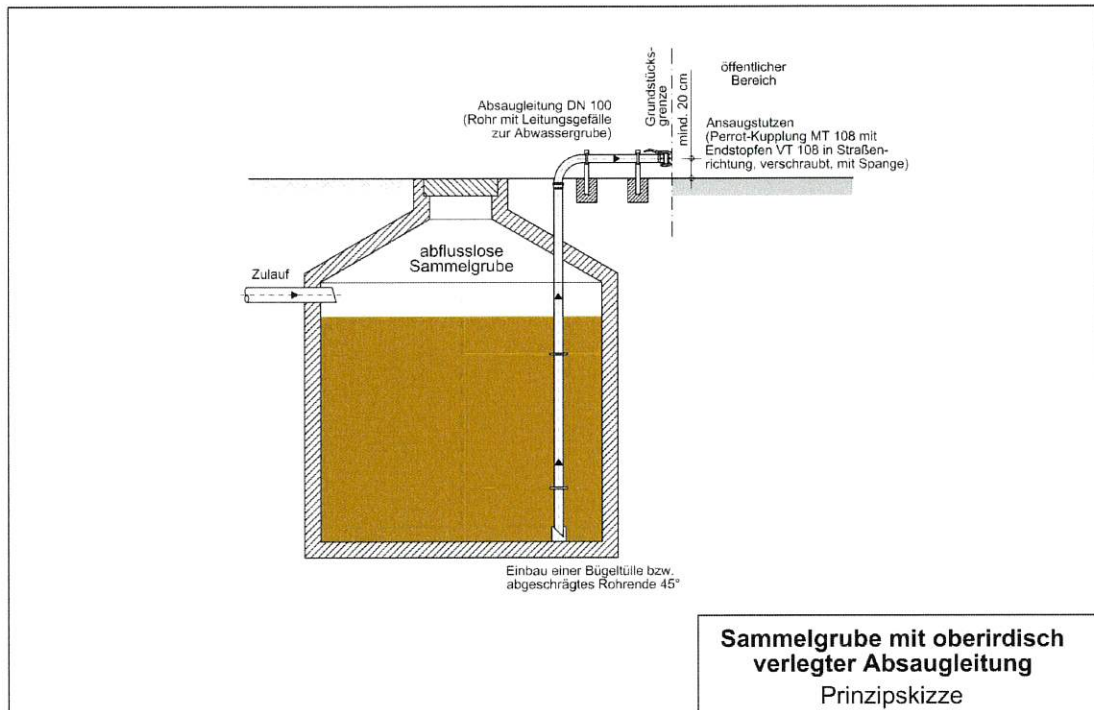 Grundstücks-
grenze
mind. 20 cm
öffentlicher
Bereich
Absaugleitung DN 100
(Rohr mit Leitungsgefälle
zur Abwassergrube)
Ansaugstutzen
(Perrot-Kupplung MT 108 mit
Endstopfen VT 108 in Straßen-
richtung, verschraubt, mit Spange)
abflusslose
Sammelgrube
Zulauf
Einbau einer Bügeltülle bzw.
abgeschrägtes Rohrende 45°
Sammelgrube mit oberirdisch
verlegter Absaugleitung
Prinzipskizze